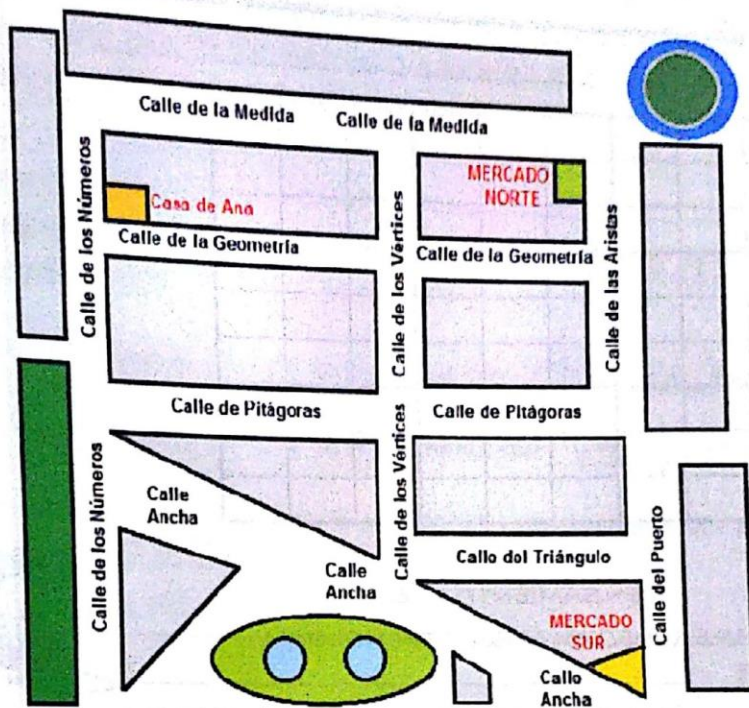 Calle de la Medida
Calle de la Medida
Calle de los Números
Casa de Ana
MERCADO
NORTE
Calle de la Geometría
Calle de los Vértices
Calle de la Geometría
Calle de las Aristas
Calle de Pitágoras
Calle de Pitágoras
Calle de los Números
Calle
Ancha
Calle de los Vértices
Calle
Ancha
Callo dol Triángulo
Calle del Puerto
MERCADO
SUR
Callo
Ancha